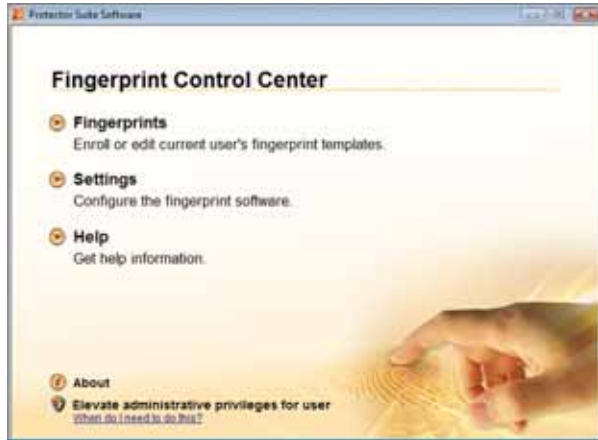 Protector Suite Software
Fingerprint Control Center
Fingerprints
Enroll or edit current user's fingerprint templates.
Settings
Configure the fingerprint software.
Help
Get help information.
About
Elevate administrative privileges for user
When do I need to do this?